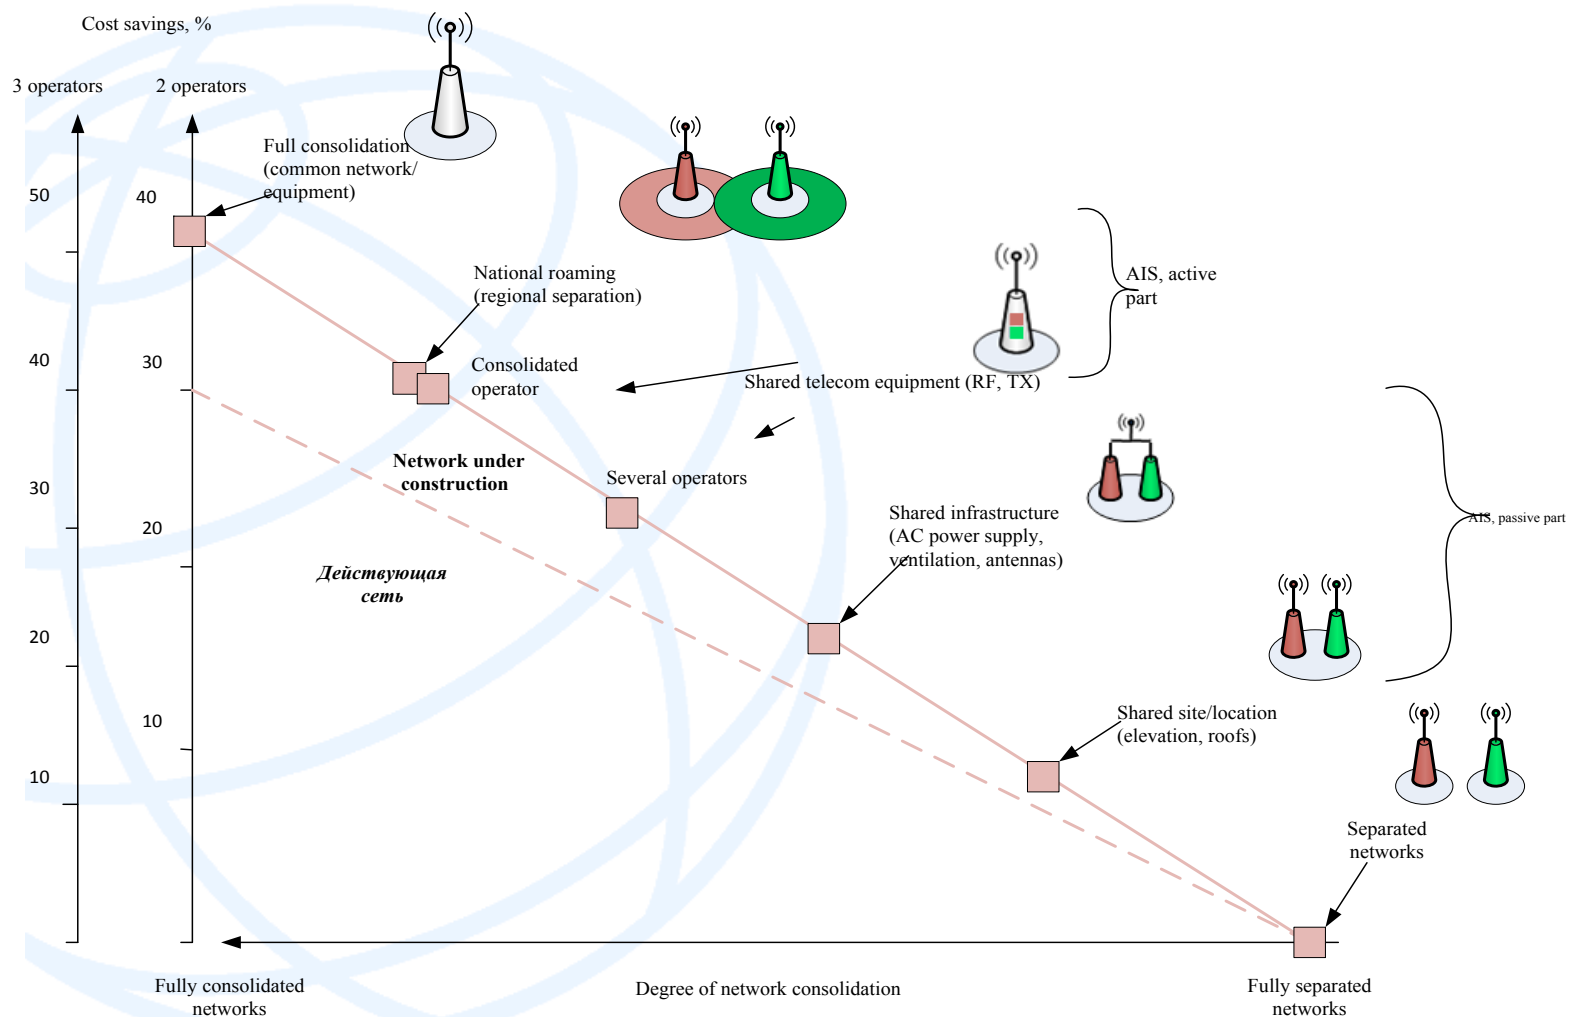 Cost savings, %
3 operators
2 operators
Full consolidation
(common network/
equipment)
50
40
National roaming
(regional separation)
AIS, active
part
40
30
Consolidated
operator
Shared telecom equipment (RF, TX)
Network under
construction
30
Several operators
20
Shared infrastructure
(AC power supply,
ventilation, antennas)
AIS, passive part
Действующая
сеть
20
10
Shared site/location
(elevation, roofs)
10
Separated
networks
Fully consolidated
networks
Degree of network consolidation
Fully separated
networks